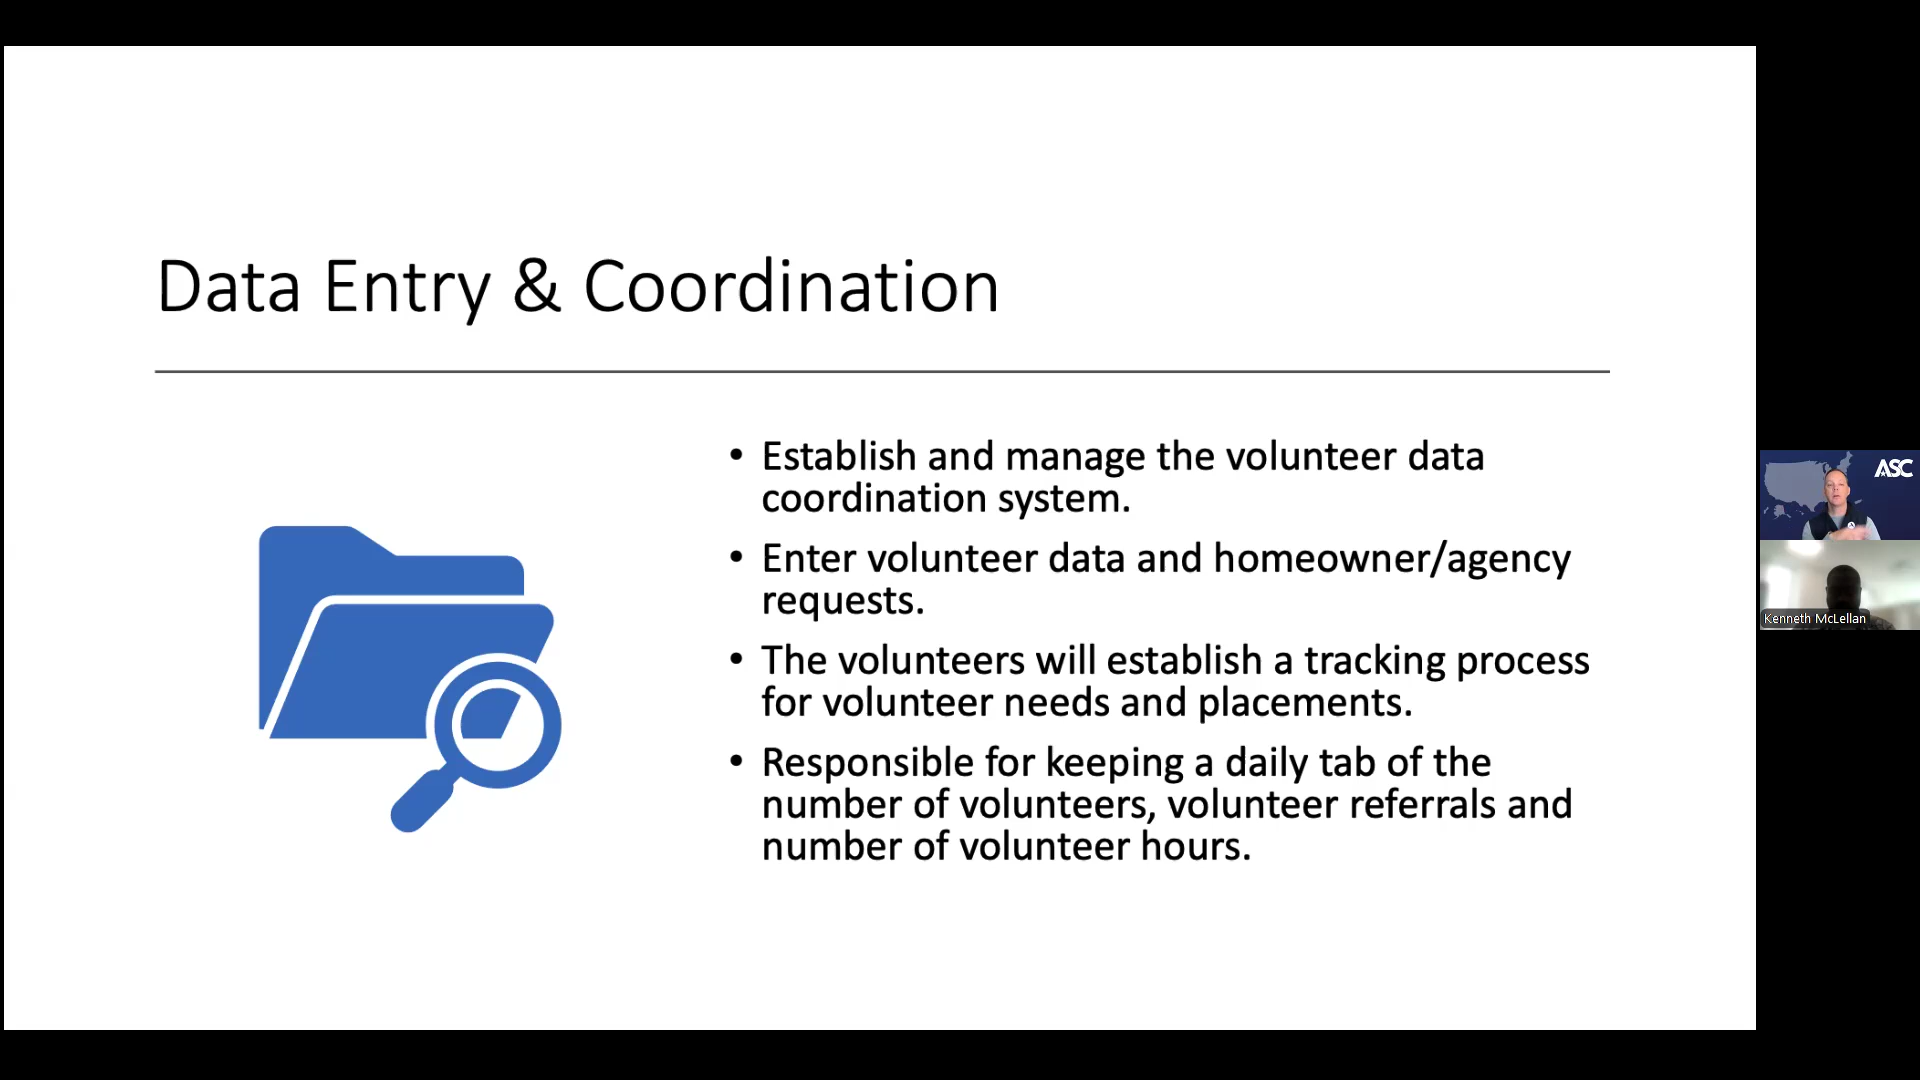 Data Entry & Coordination
• Establish and manage the volunteer data
coordination system.
• Enter volunteer data and homeowner/agency
requests.
• The volunteers will establish a tracking process
for volunteer needs and placements.
• Responsible for keeping a daily tab of the
number of volunteers, volunteer referrals and
number of volunteer hours.
ASC
Kenneth McLellan